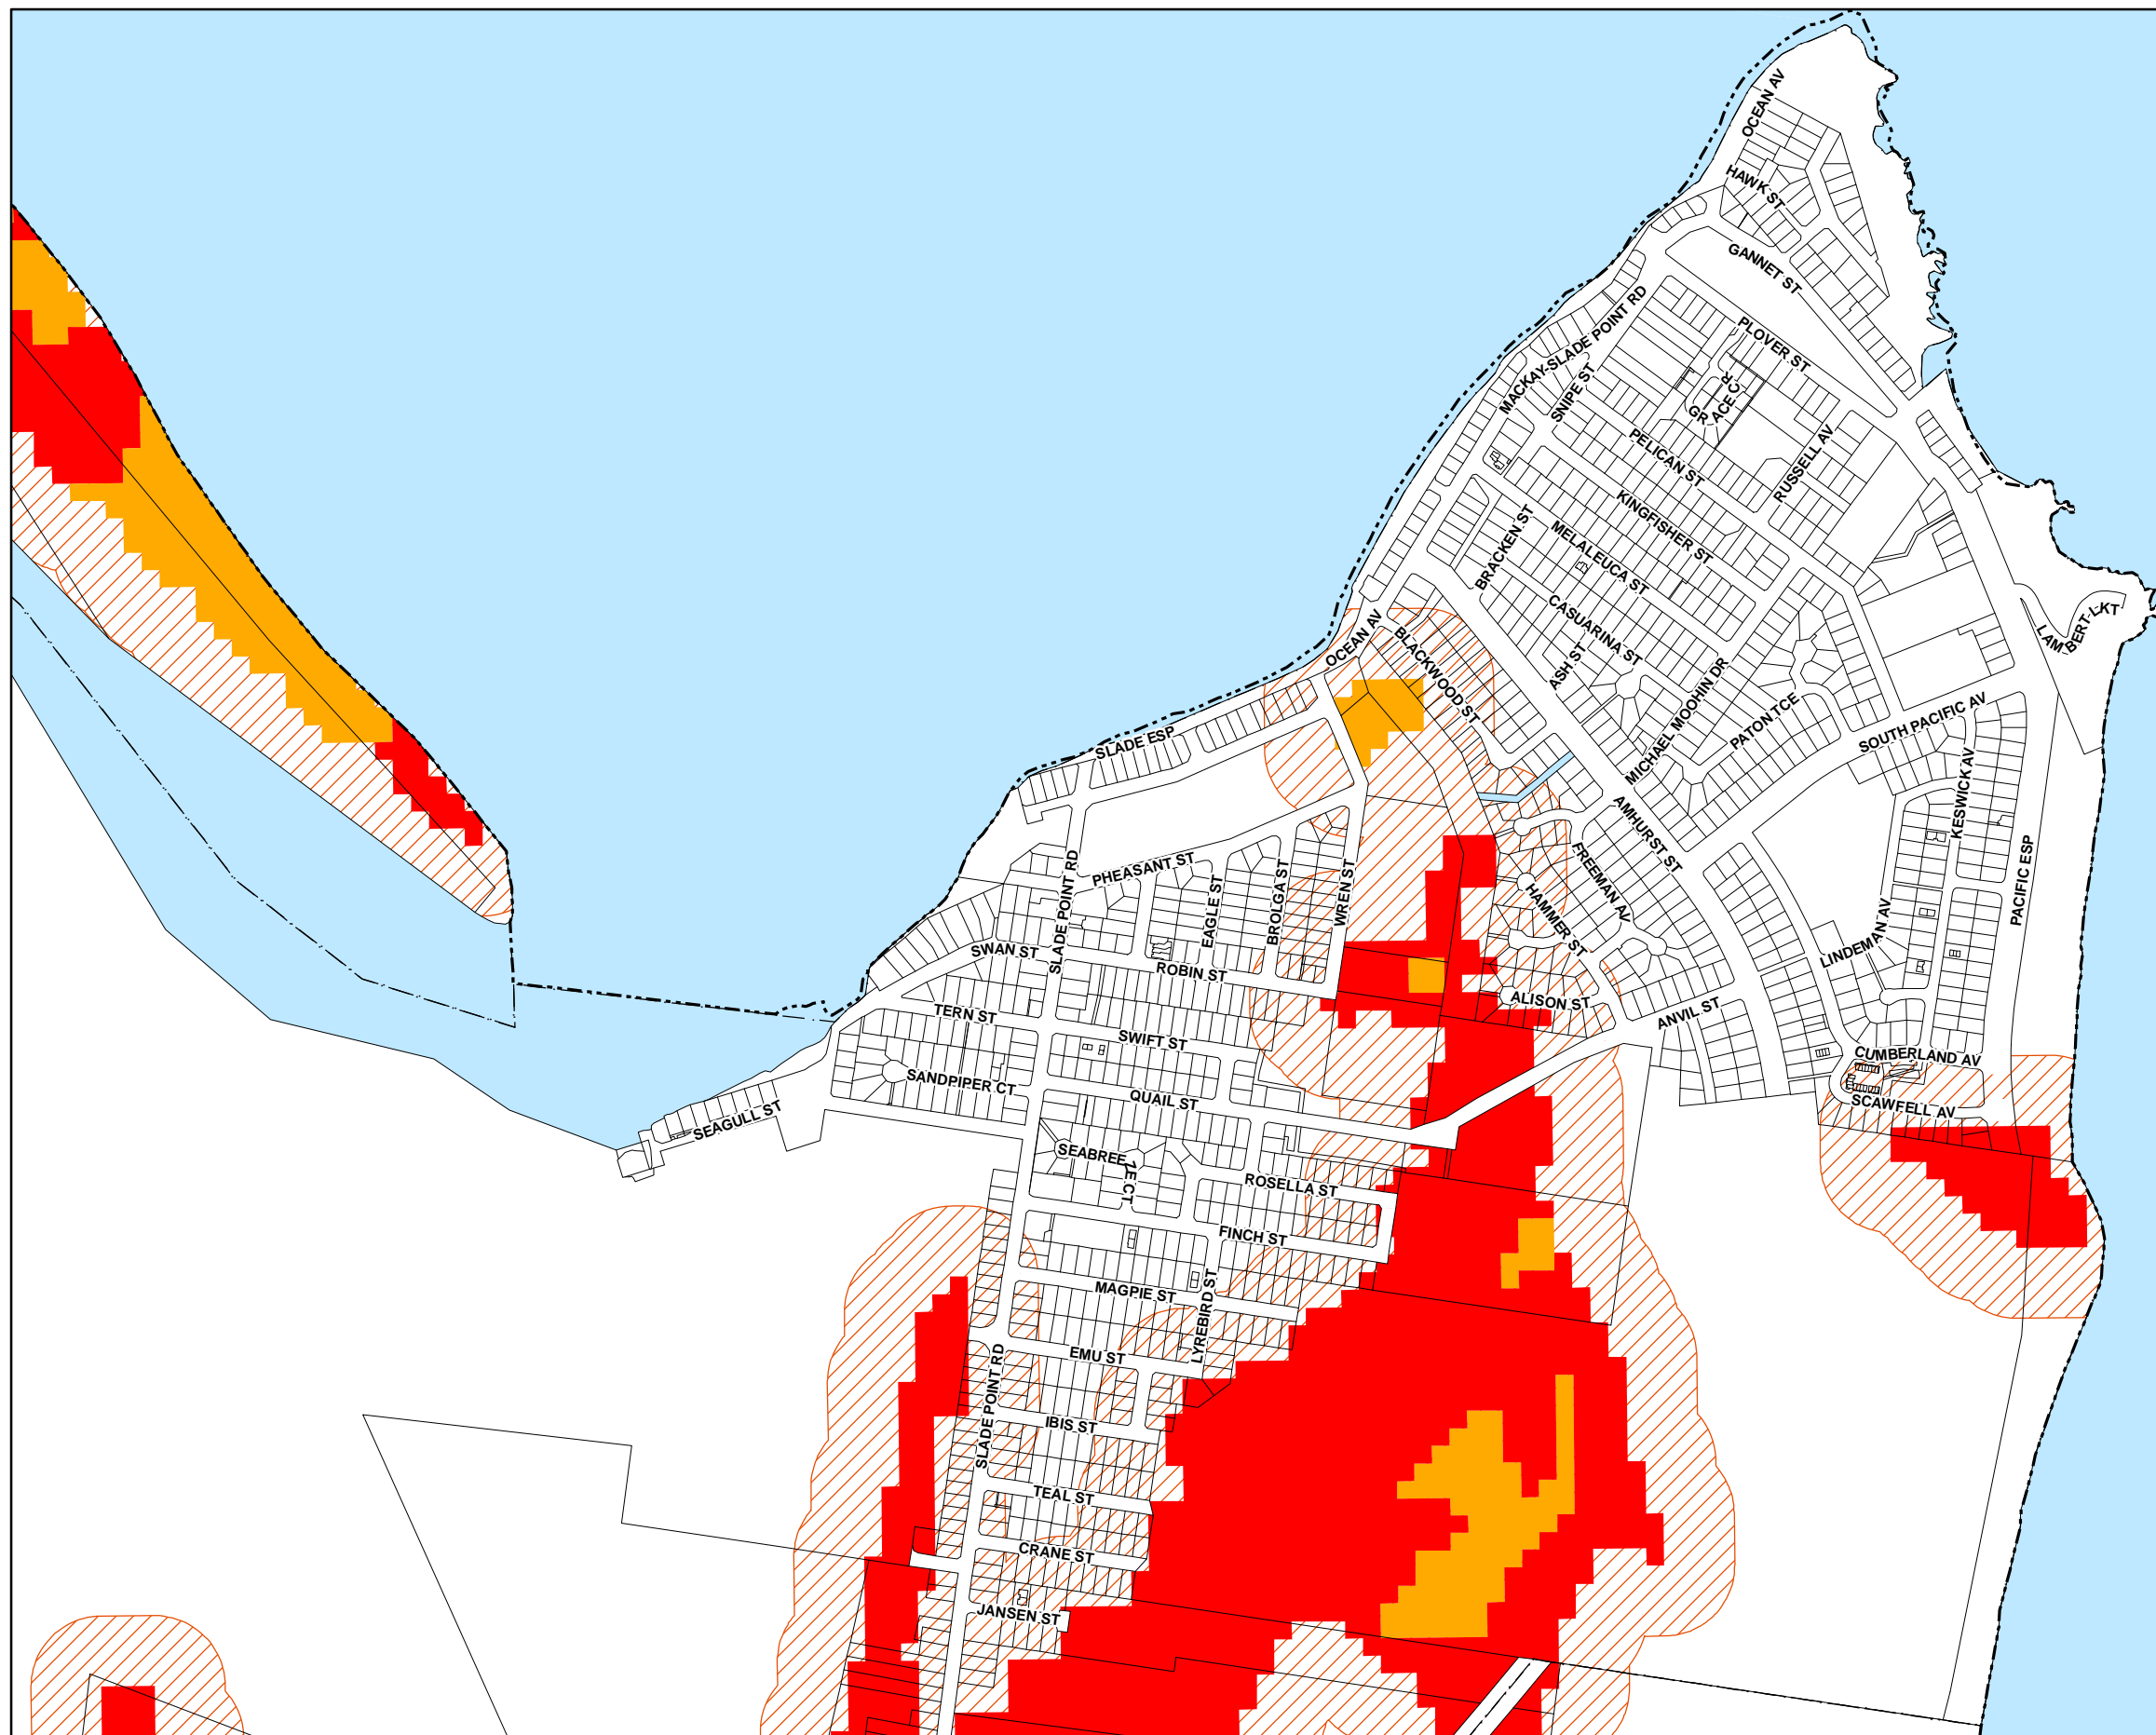 OCEAN AV
HAWK ST
GANNET ST
MACKAY-SLADE POINT RD
PLOVER ST
SNIPE ST
GRACE CR
PELICAN ST
RUSSELL AV
KINGFISHER ST
BRACKEN ST
MELALEUCA ST
CASUARINA ST
LAMBERT LKT
OCEAN AV
BLACKWOOD ST
ASH ST
MICHAEL MOOHIN DR
PATON TCE
SOUTH PACIFIC AV
SLADE ESP
KESWICK AV
AMHURST ST
PACIFIC ESP
PHEASANT ST
SLADE POINT RD
EAGLE ST
BROLGA ST
WREN ST
FREEMAN AV
HAMMER ST
LINDEMAN AV
SWAN ST
ROBIN ST
ALISON ST
ANVIL ST
TERN ST
SWIFT ST
CUMBERLAND AV
SANDPIPER CT
QUAIL ST
SCAWFELL AV
SEAGULL ST
SEABREEZE CT
ROSELLA ST
FINCH ST
MAGPIE ST
LYREBIRD ST
EMU ST
SLADE POINT RD
IBIS ST
TEAL ST
CRANE ST
JANSEN ST